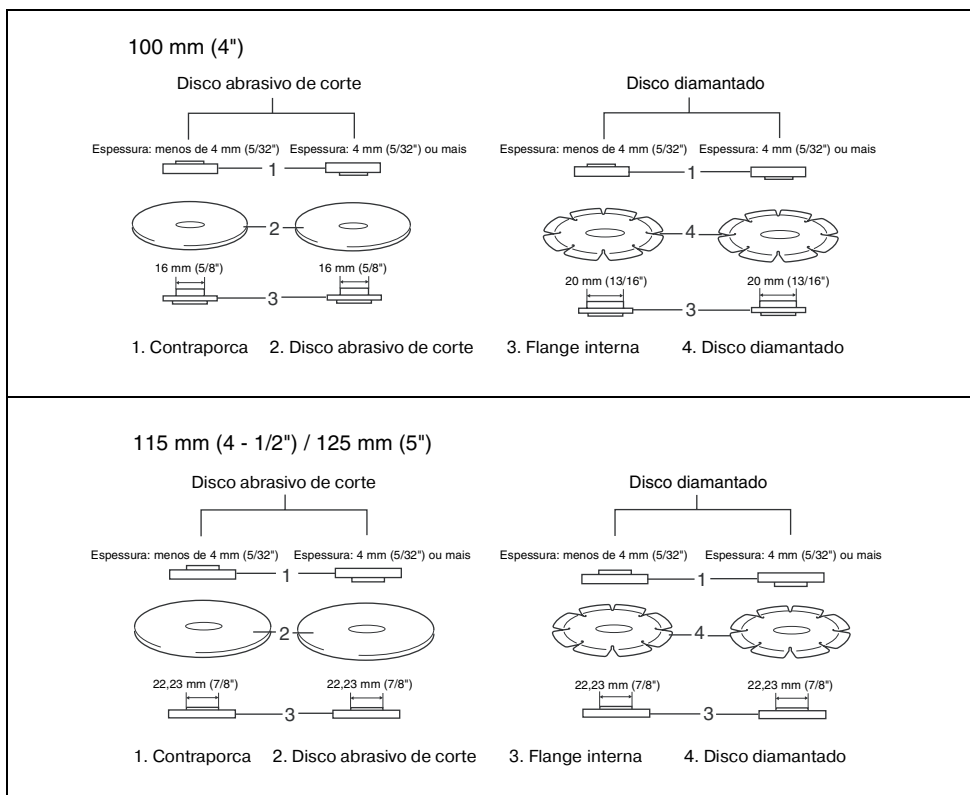 100 mm (4")
Disco abrasivo de corte
Disco diamantado
Espessura: menos de 4 mm (5/32")
Espessura: 4 mm (5/32") ou mais
Espessura: menos de 4 mm (5/32")
Espessura: 4 mm (5/32") ou mais
1
1
2
4
16 mm (5/8")
16 mm (5/8")
20 mm (13/16")
20 mm (13/16")
3
3
1. Contraporca
2. Disco abrasivo de corte
3. Flange interna
4. Disco diamantado
115 mm (4 - 1/2") / 125 mm (5")
Disco abrasivo de corte
Disco diamantado
Espessura: menos de 4 mm (5/32")
Espessura: 4 mm (5/32") ou mais
Espessura: menos de 4 mm (5/32")
Espessura: 4 mm (5/32") ou mais
1
1
2
4
22,23 mm (7/8")
22,23 mm (7/8")
22,23 mm (7/8")
22,23 mm (7/8")
3
3
1. Contraporca
2. Disco abrasivo de corte
3. Flange interna
4. Disco diamantado